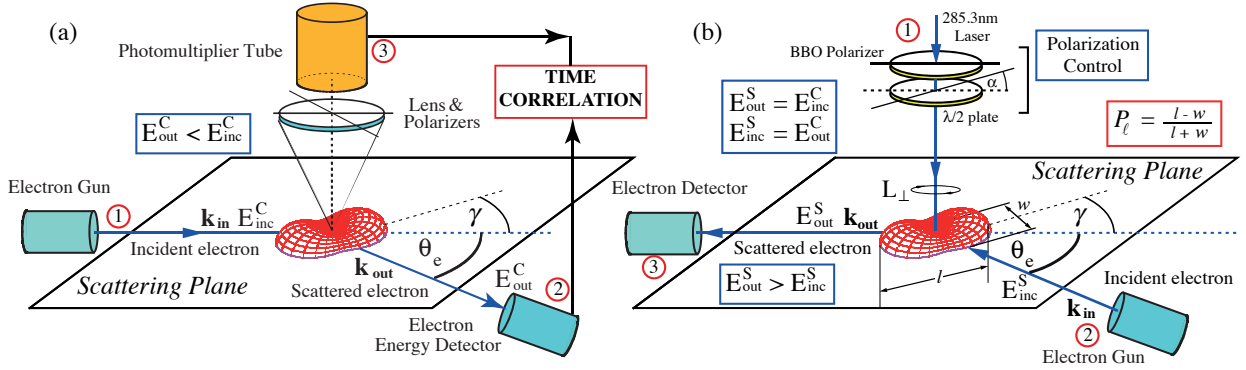 (a)
Photomultiplier Tube
3
TIME
CORRELATION
Lens &
Polarizers
E^C_out < E^C_inc
Electron Gun
1
k_in E^C_inc
Incident electron
γ
θ_e
k_out
Scattered electron
E^C_out
2
Scattering Plane
Electron
Energy Detector
(b)
1
285.3nm
Laser
BBO Polarizer
α
λ/2 plate
Polarization
Control
E^S_out = E^C_inc
E^S_inc = E^C_out
P_ℓ = l - w / l + w
Scattering Plane
Electron Detector
L_⊥
w
γ
E^S_out k_out
Scattered electron
θ_e
3
E^S_out > E^S_inc
l
E^S_inc
Incident electron
k_in
2
Electron Gun